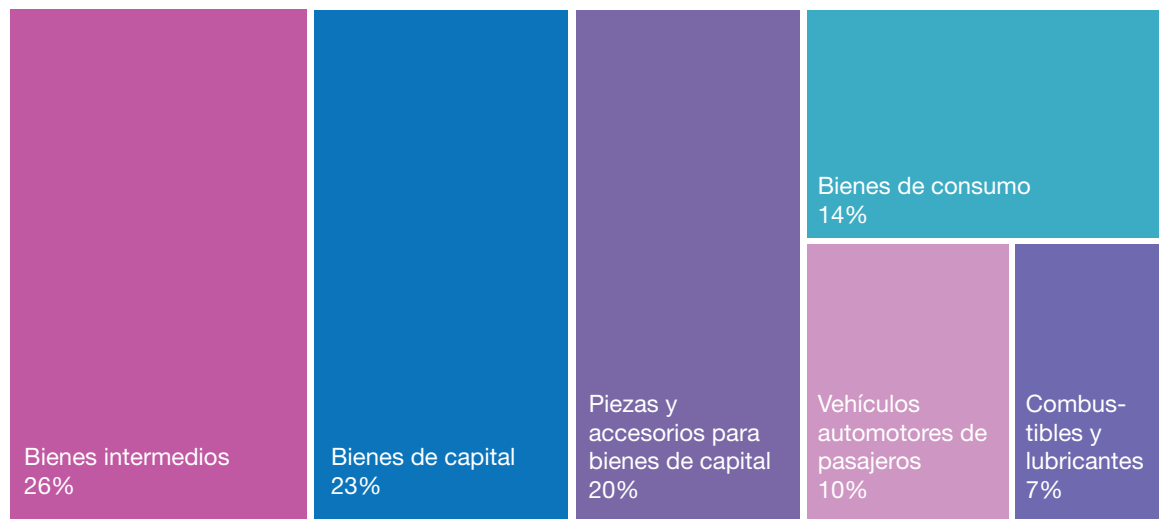 Bienes intermedios
26%
Bienes de capital
23%
Piezas y
accesorios para
bienes de capital
20%
Bienes de consumo
14%
Vehículos
automotores de
pasajeros
10%
Combus-
tibles y
lubricantes
7%